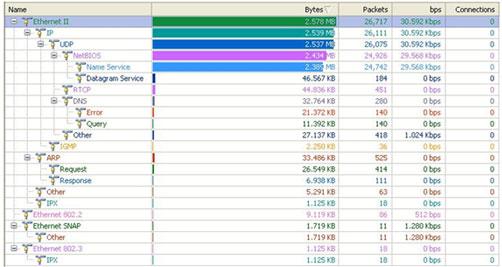 Name Bytes Packets bps Connections
Ethernet II 2.578 MB 26,717 30.592 Kbps 0
IP 2.539 MB 26,111 30.592 Kbps 0
UDP 2.537 MB 26,075 30.592 Kbps 0
NetBIOS 2.434 MB 24,926 29.568 Kbps 0
Name Service 2.389 MB 24,742 29.568 Kbps 0
Datagram Service 46.567 KB 184 0 bps 0
RTCP 44.836 KB 451 0 bps 0
DNS 32.764 KB 280 0 bps 0
Error 21.372 KB 140 0 bps 0
Query 11.392 KB 140 0 bps 0
Other 27.137 KB 418 1.024 Kbps 0
IGMP 2.250 KB 36 0 bps 0
ARP 33.486 KB 525 0 bps 0
Request 26.549 KB 414 0 bps 0
Response 6.938 KB 111 0 bps 0
Other 5.291 KB 63 0 bps 0
IPX 1.125 KB 18 0 bps 0
Ethernet 802.2 9.119 KB 86 512 bps 0
Ethernet SNAP 1.719 KB 11 1.280 Kbps 0
Other 1.719 KB 11 1.280 Kbps 0
Ethernet 802.3 1.125 KB 18 0 bps 0
IPX 1.125 KB 18 0 bps 0